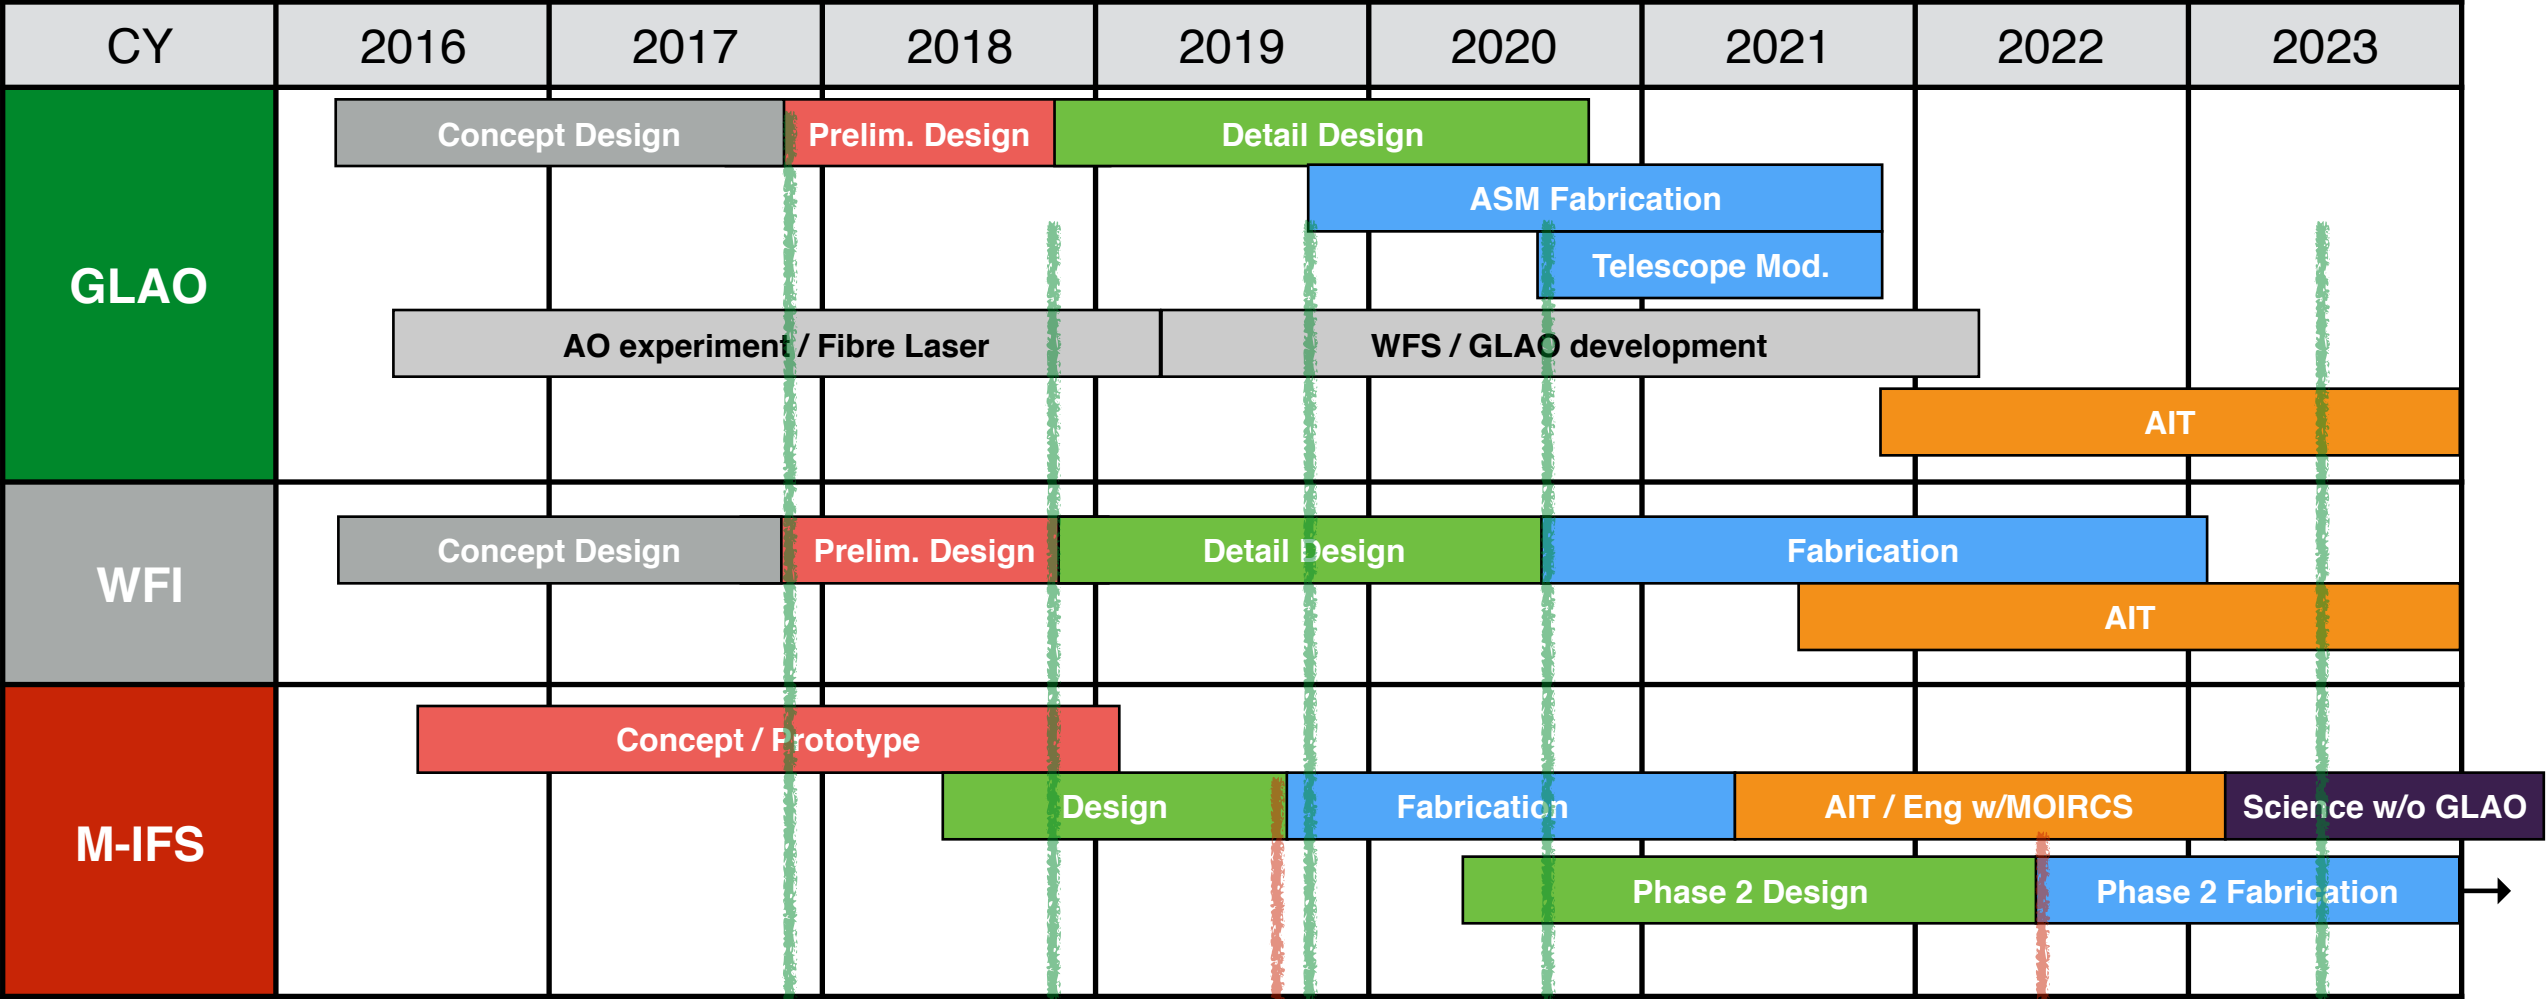 CY 2016 2017 2018 2019 2020 2021 2022 2023
GLAO
Concept Design
Prelim. Design
Detail Design
ASM Fabrication
Telescope Mod.
AO experiment / Fibre Laser
WFS / GLAO development
AIT
WFI
Concept Design
Prelim. Design
Detail Design
Fabrication
AIT
M-IFS
Concept / Prototype
Design
Fabrication
AIT / Eng w/MOIRCS
Science w/o GLAO
Phase 2 Design
Phase 2 Fabrication